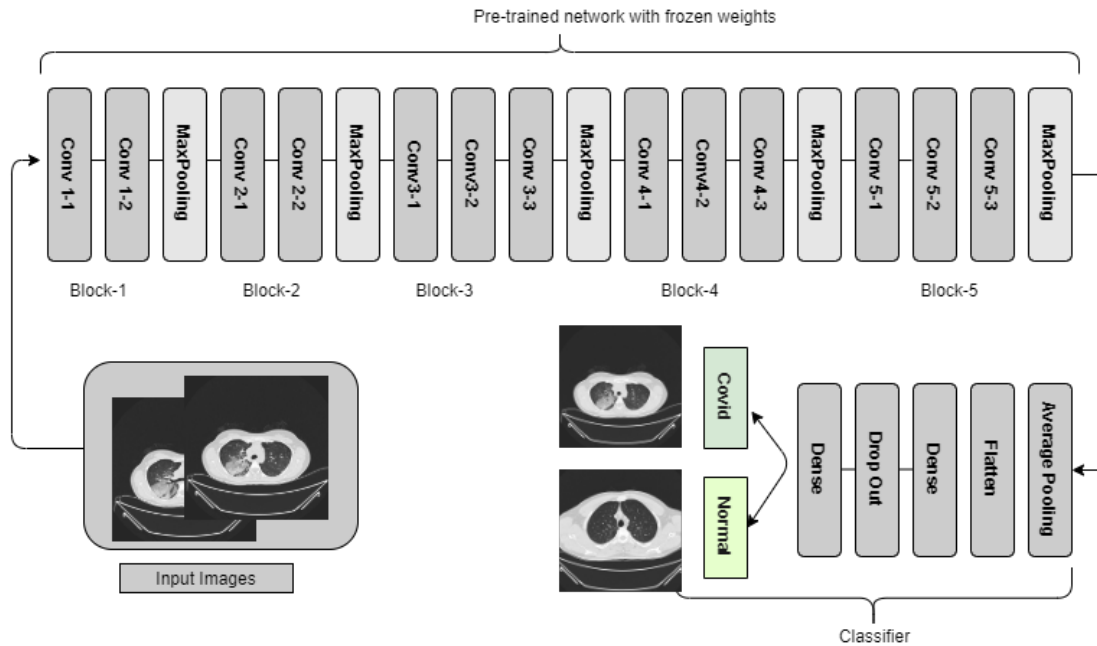 Pre-trained network with frozen weights
Conv 1-1
Conv 1-2
MaxPooling
Conv 2-1
Conv 2-2
MaxPooling
Conv3-1
Conv3-2
Conv 3-3
MaxPooling
Conv 4-1
Conv4-2
Conv 4-3
MaxPooling
Conv 5-1
Conv 5-2
Conv 5-3
MaxPooling
Block-1
Block-2
Block-3
Block-4
Block-5
Input Images
Covid
Normal
Dense
Drop Out
Dense
Flatten
Average Pooling
Classifier